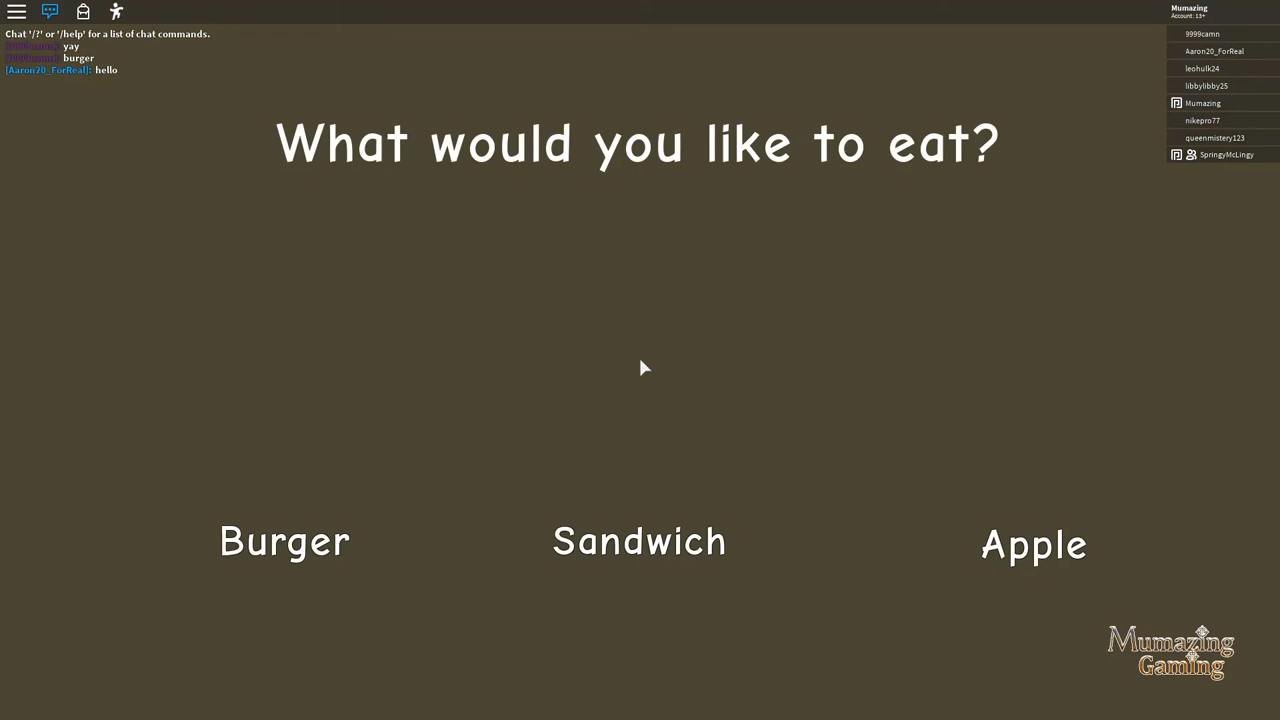 Mumazing
Account: 13+
Chat '/?' or '/help' for a list of chat commands.
yay
burger
[Aaron20_ForReal]: hello
9999camn
Aaron20_ForReal
leohulk24
libbylibby25
Mumazing
nikepro77
queenmistery123
SpringyMcLingy
What would you like to eat?
Burger Sandwich Apple
Mumazing
Gaming